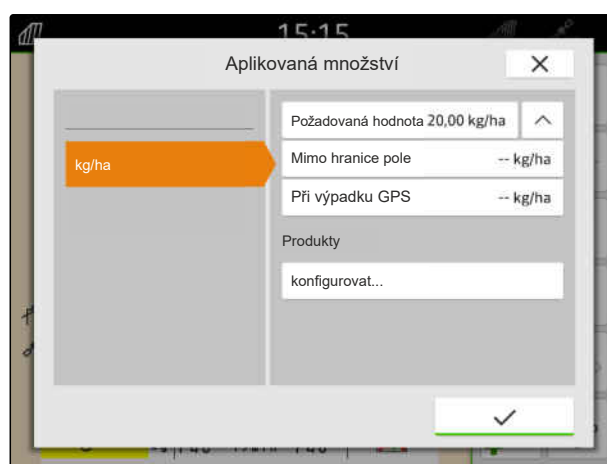 15:15
Aplikovaná množství
Požadovaná hodnota 20,00 kg/ha
kg/ha
Mimo hranice pole -- kg/ha
Při výpadku GPS -- kg/ha
Produkty
konfigurovat...